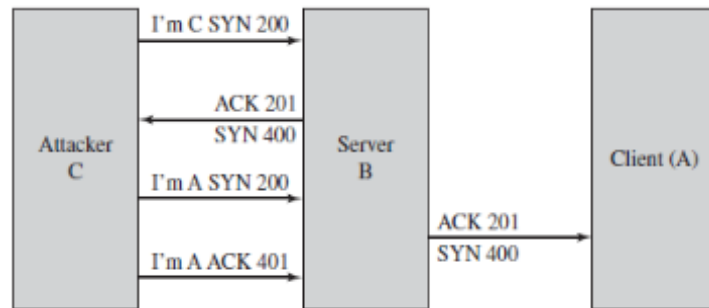 I'm C SYN 200
ACK 201
SYN 400
I'm A SYN 200
I'm A ACK 401
Attacker
C
Server
B
ACK 201
SYN 400
Client (A)